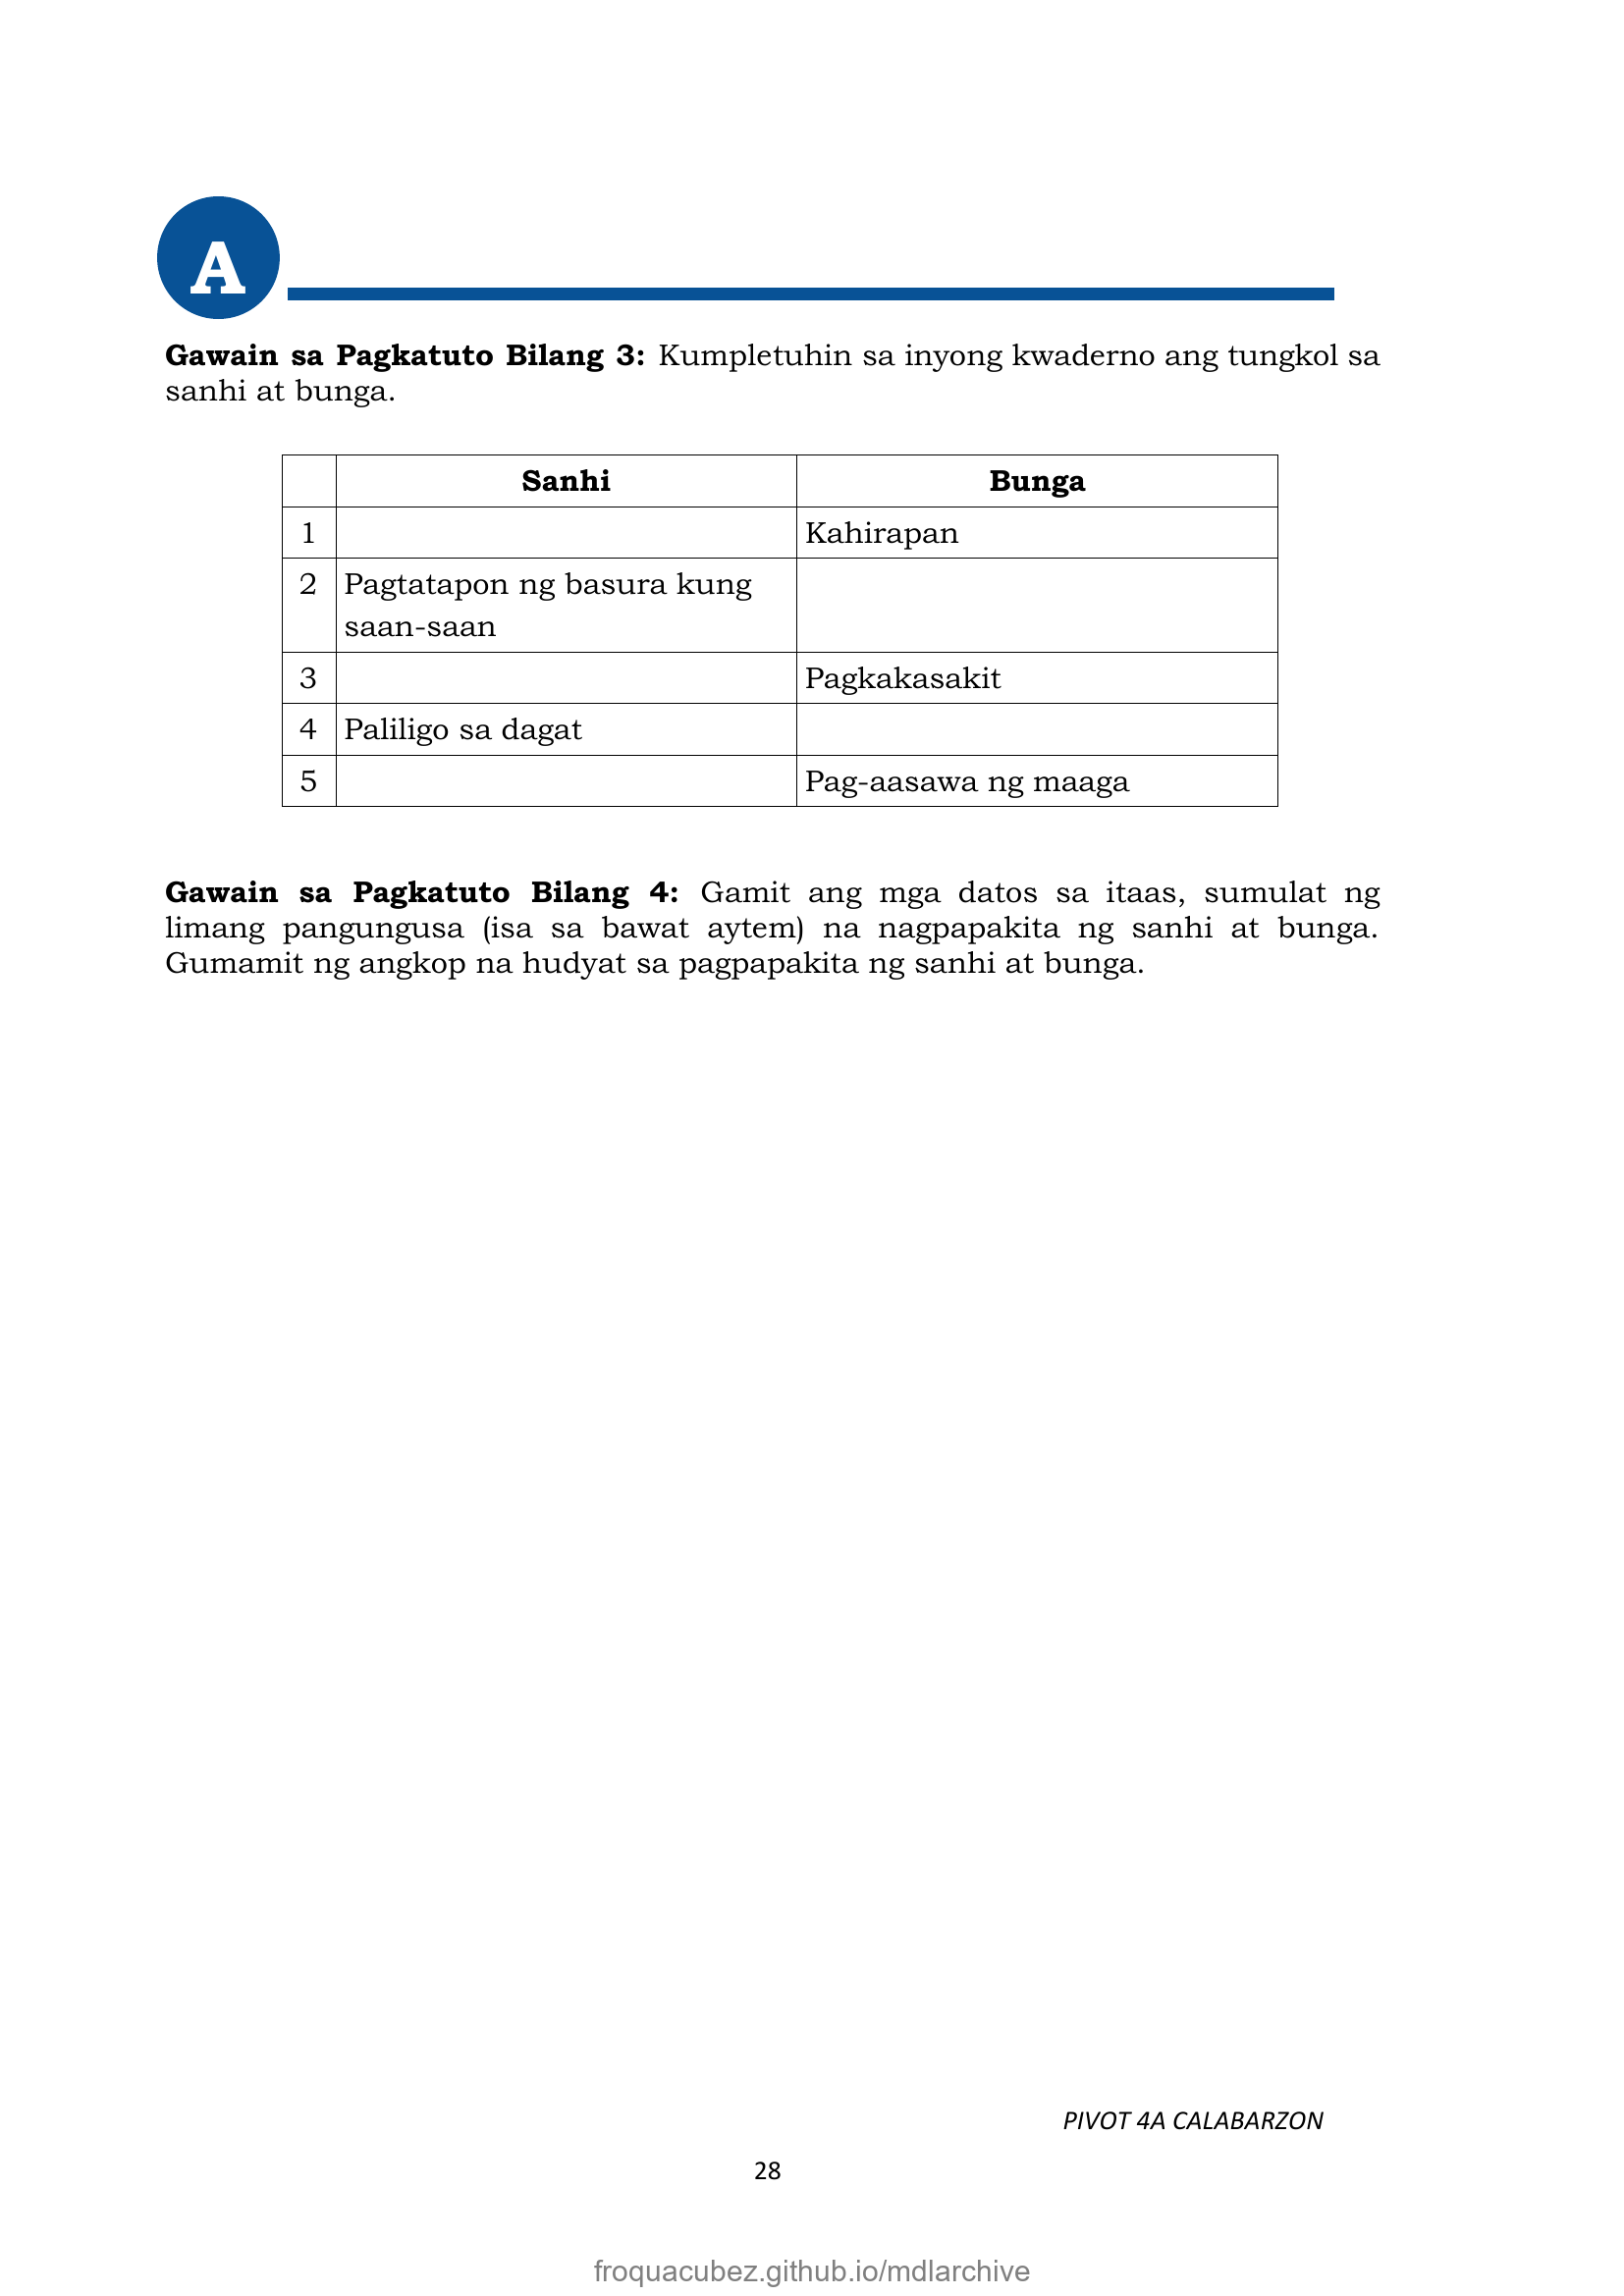 A
Gawain sa Pagkatuto Bilang 3: Kumpletuhin sa inyong kwaderno ang tungkol sa
sanhi at bunga.
Sanhi Bunga
1 Kahirapan
2 Pagtatapon ng basura kung
saan-saan
3 Pagkakasakit
4 Paliligo sa dagat
5 Pag-aasawa ng maaga
Gawain sa Pagkatuto Bilang 4: Gamit ang mga datos sa itaas, sumulat ng
limang pangungusa (isa sa bawat aytem) na nagpapakita ng sanhi at bunga.
Gumamit ng angkop na hudyat sa pagpapakita ng sanhi at bunga.
PIVOT 4A CALABARZON
28
froquacubez.github.io/mdlarchive